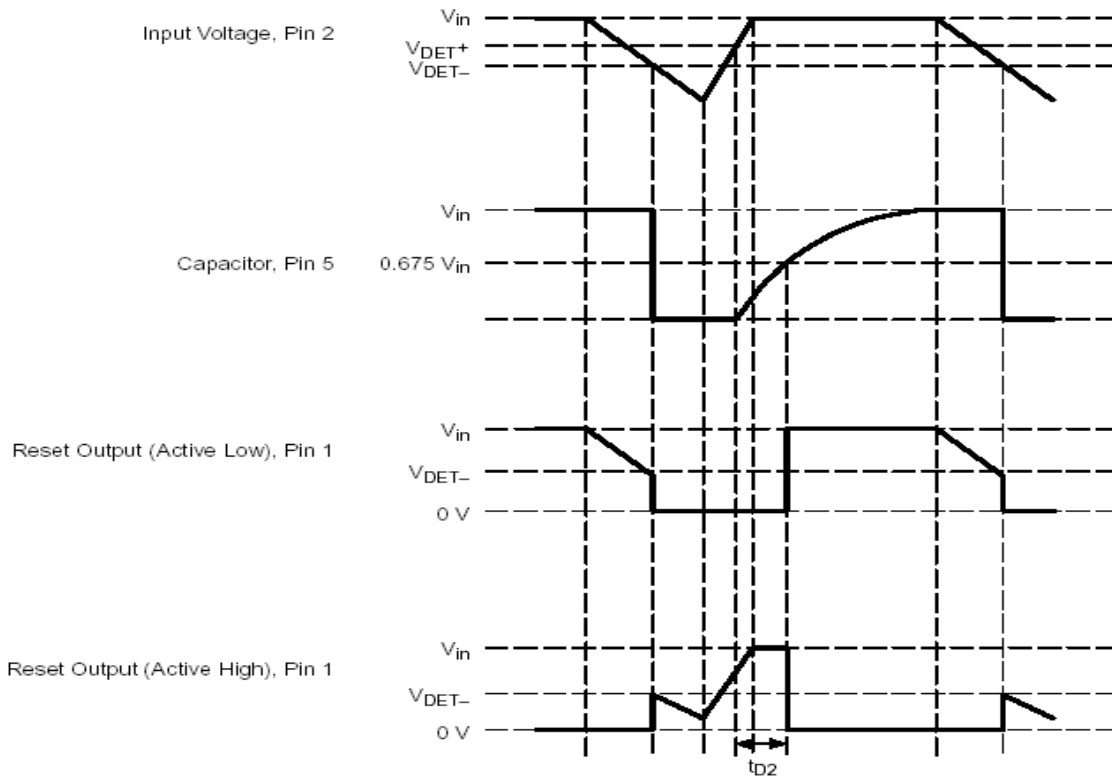 Input Voltage, Pin 2
Vin
VDET+
VDET–
Capacitor, Pin 5
Vin
0.675 Vin
Reset Output (Active Low), Pin 1
Vin
VDET–
0 V
Reset Output (Active High), Pin 1
Vin
VDET–
0 V
tD2